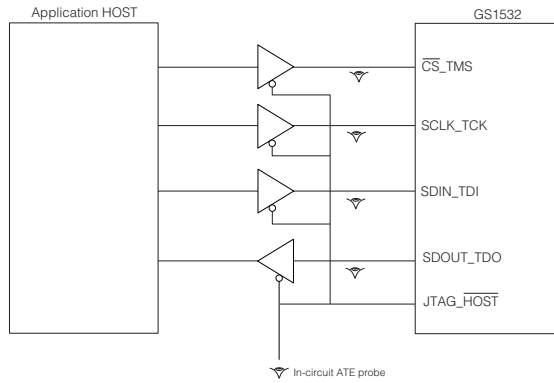 Application HOST
GS1532
CS_TMS
SCLK_TCK
SDIN_TDI
SDOUT_TDO
JTAG_HOST
In-circuit ATE probe